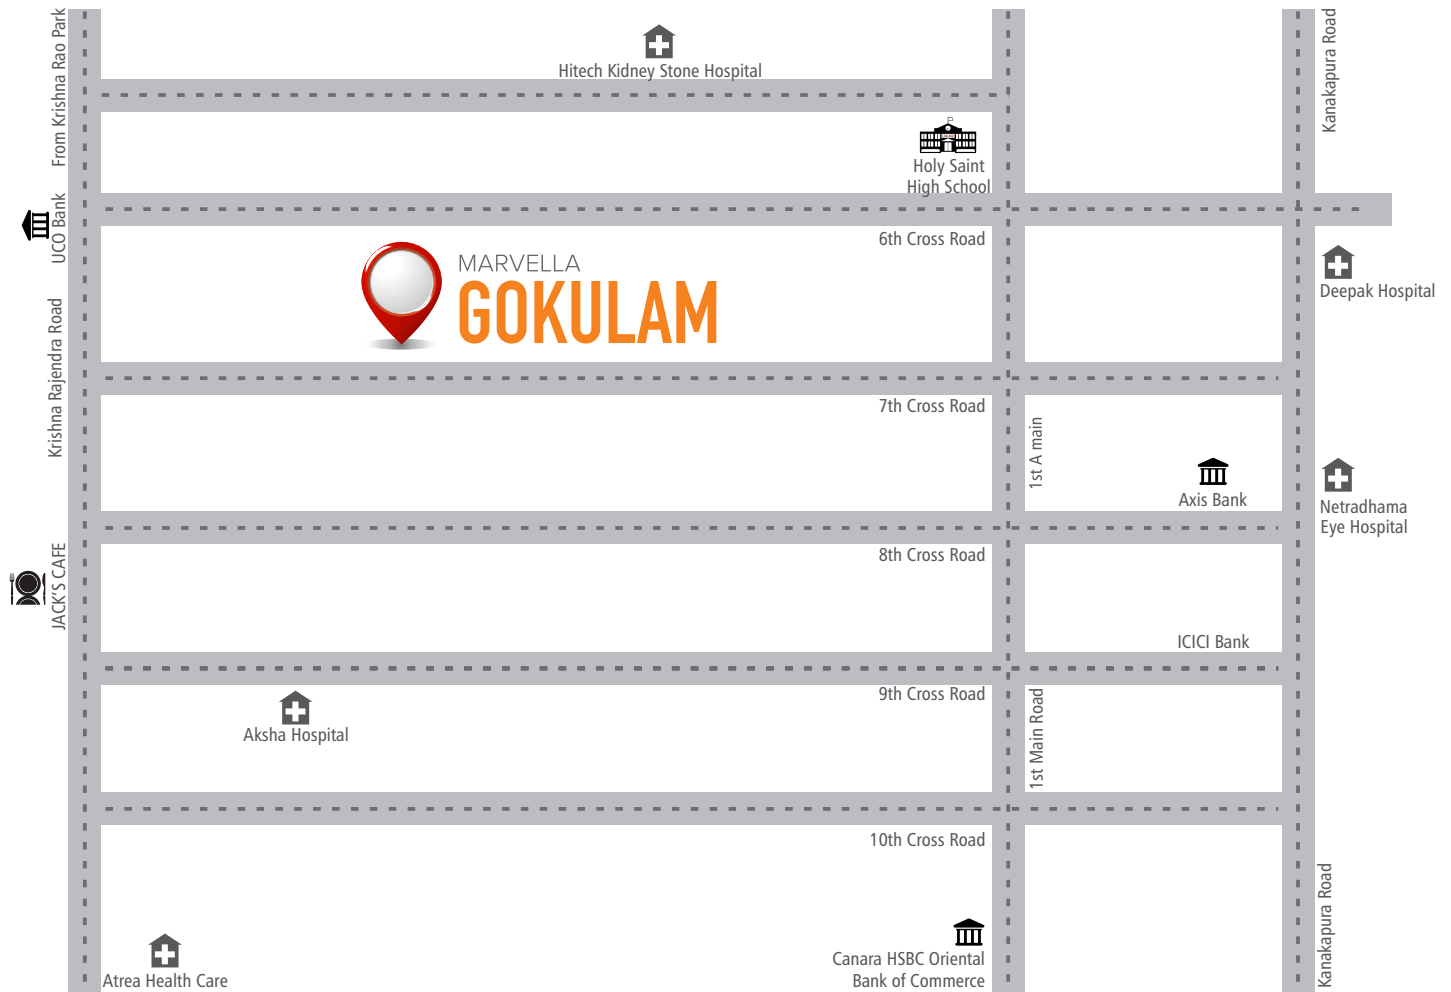 From Krishna Rao Park
Kanakapura Road
Hitech Kidney Stone Hospital
Holy Saint
High School
UCO Bank
6th Cross Road
MARVELLA
GOKULAM
Deepak Hospital
Krishna Rajendra Road
7th Cross Road
1st A main
Axis Bank
Netradhama
Eye Hospital
JACK'S CAFE
8th Cross Road
ICICI Bank
9th Cross Road
Aksha Hospital
1st Main Road
10th Cross Road
Kanakapura Road
Canara HSBC Oriental
Bank of Commerce
Atrea Health Care